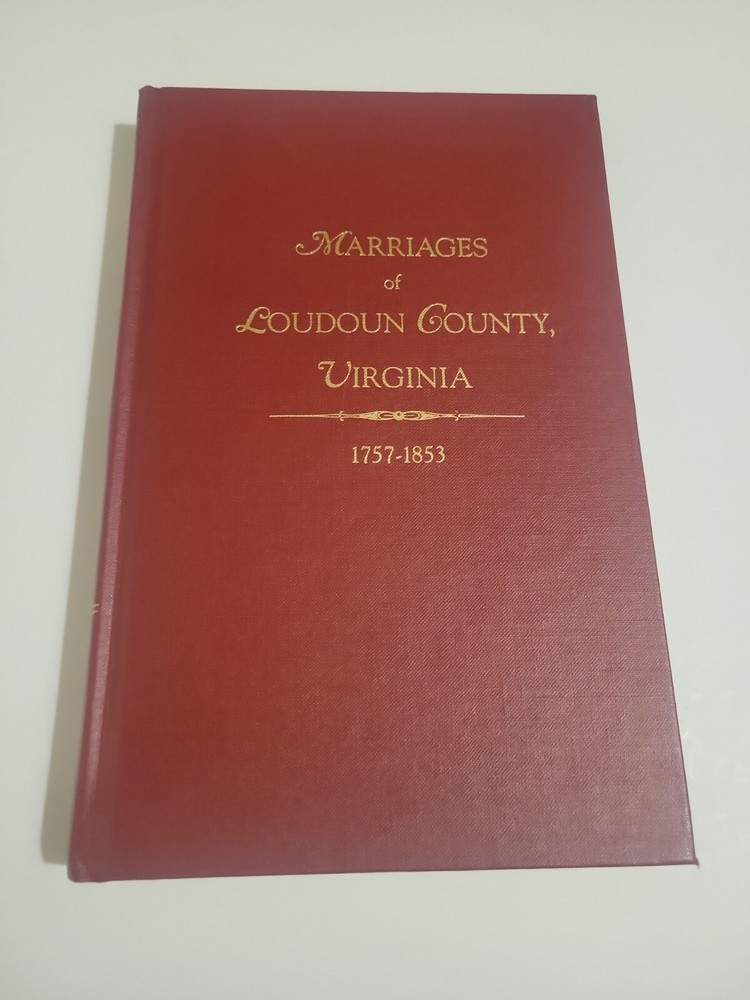 MARRIAGES
of
LOUDOUN COUNTY,
VIRGINIA
1757-1853